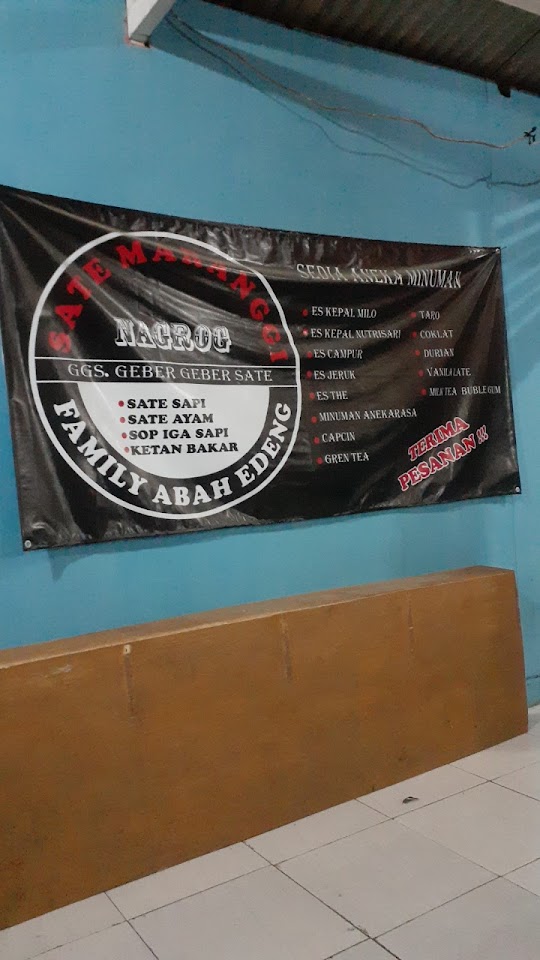 SATE MARANGGI
NAGROG
GGS. GEBER GEBER SATE
• SATE SAPI
• SATE AYAM
• SOP IGA SAPI
• KETAN BAKAR
FAMILY ABAH EDENG
SEDIA ANEKA MINUMAN
• ES KEPAL MILO
• ES KEPAL NUTRISARI
• ES CAMPUR
• ES JERUK
• ES THE
• MINUMAN ANEKARASA
• CAPCIN
• GREN TEA
• TARO
• COKLAT
• DURIAN
• VANILA LATE
• MILK TEA BUBLE GUM
TERIMA
PESANAN !!